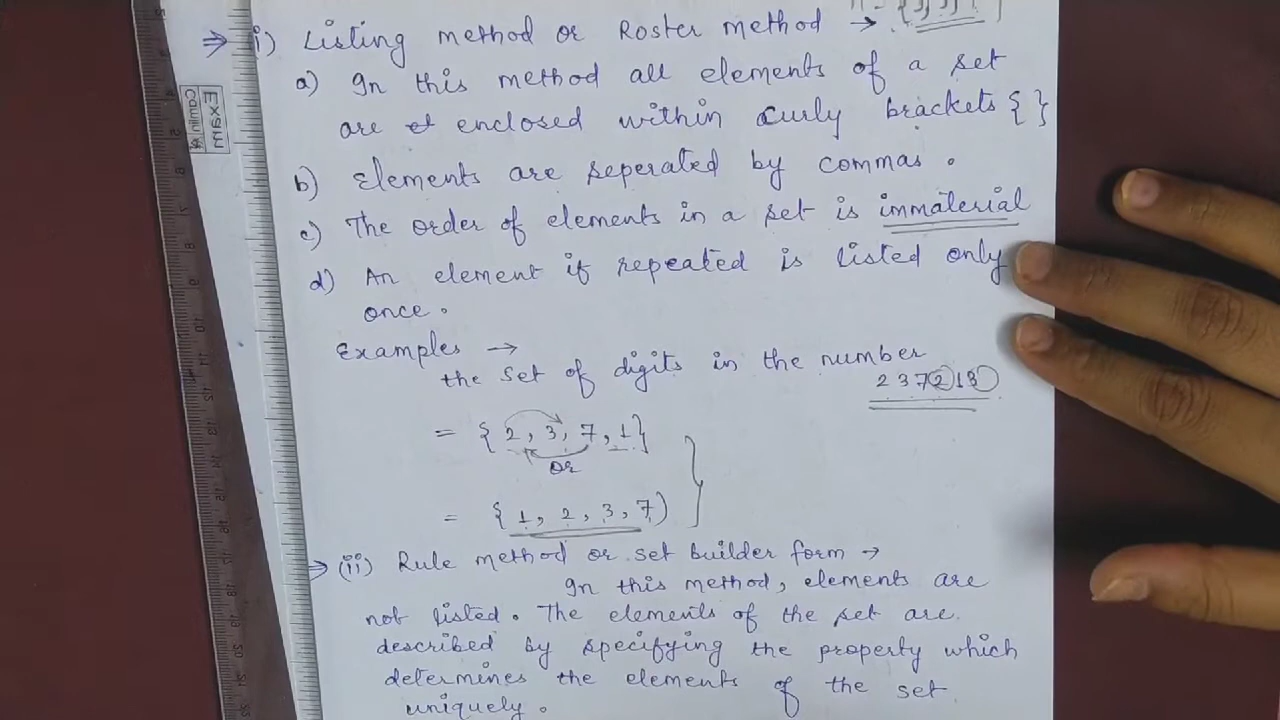 ⇒ i) Listing method or Roster method →
a) In this method all elements of a set
are enclosed within curly brackets { }
b) Elements are seperated by commas .
c) The order of elements in a set is immaterial
d) An element if repeated is listed only
once .
Examples →
the set of digits in the number
237213
= { 2, 3, 7, 1 }
or
= { 1, 2, 3, 7 )
⇒ (ii) Rule method or set builder form →
In this method, elements are
not listed . The elements of the set are
described by specifying the property which
determines the elements of the set
uniquely .
Exam